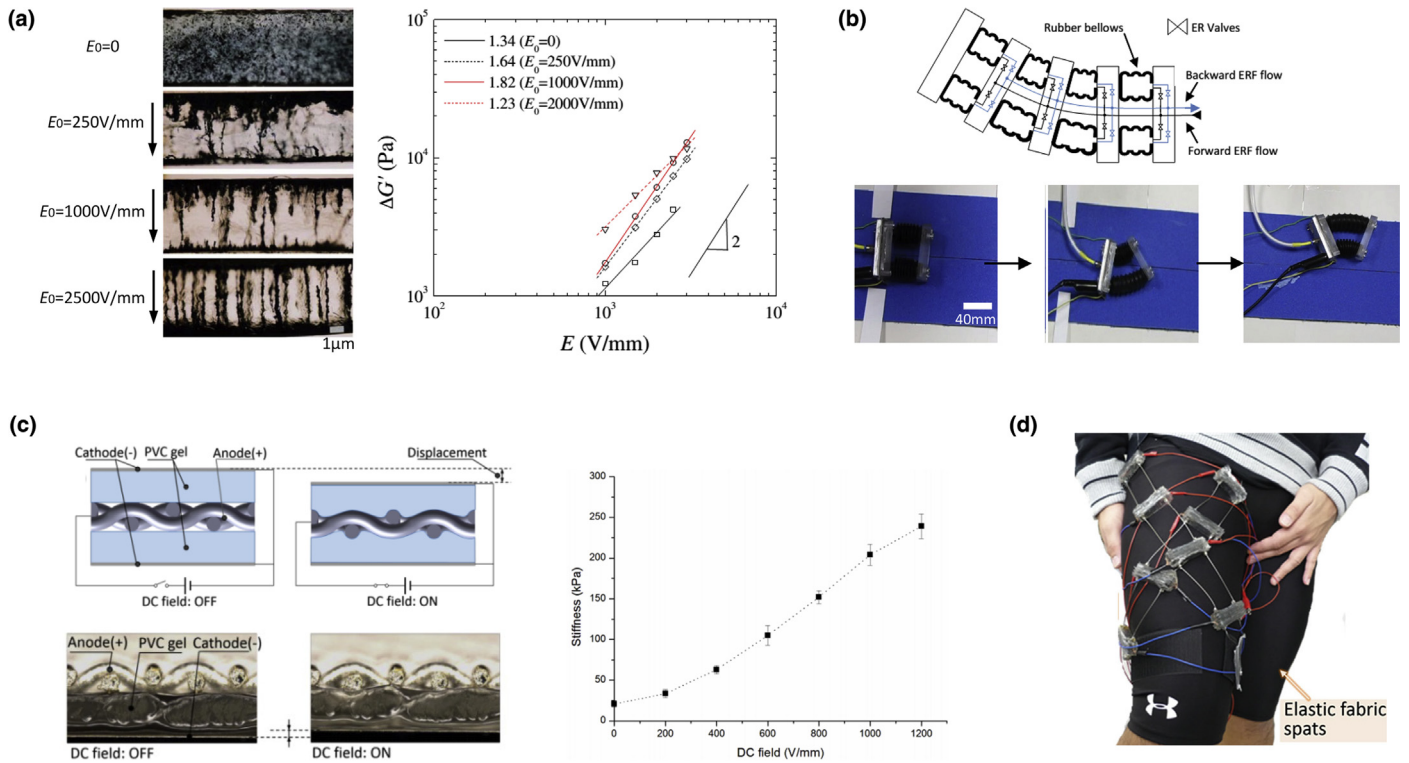 (a)
E0=0
E0=250V/mm
E0=1000V/mm
E0=2500V/mm
1μm
ΔG' (Pa)
10^5
10^4
10^3
1.34 (E_0=0)
1.64 (E_0=250V/mm)
1.82 (E_0=1000V/mm)
1.23 (E_0=2000V/mm)
2
10^2
10^3
10^4
E (V/mm)
(b)
Rubber bellows
ER Valves
Backward ERF flow
Forward ERF flow
40mm
(c)
Cathode(-)
PVC gel
Anode(+)
Displacement
DC field: OFF
DC field: ON
Anode(+)
PVC gel
Cathode(-)
DC field: OFF
DC field: ON
Stiffness (kPa)
300
250
200
150
100
50
0
0
200
400
600
800
1000
1200
DC field (V/mm)
(d)
Elastic fabric
spats